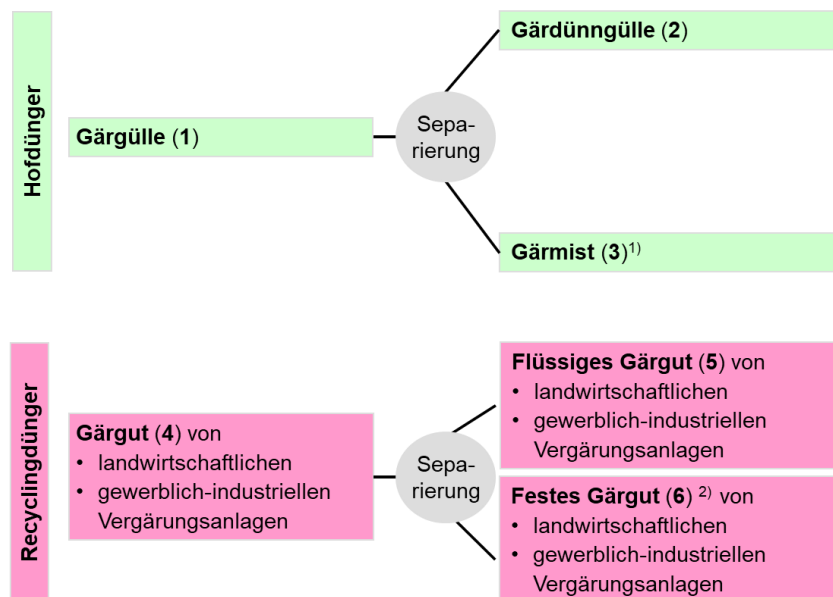 Hofdünger
Gärgülle (1)
Sepa-
rierung
Gärdünngülle (2)
Gärmist (3)1)
Recyclingdünger
Gärgut (4) von
• landwirtschaftlichen
• gewerblich-industriellen
Vergärungsanlagen
Sepa-
rierung
Flüssiges Gärgut (5) von
• landwirtschaftlichen
• gewerblich-industriellen
Vergärungsanlagen
Festes Gärgut (6) 2) von
• landwirtschaftlichen
• gewerblich-industriellen
Vergärungsanlagen